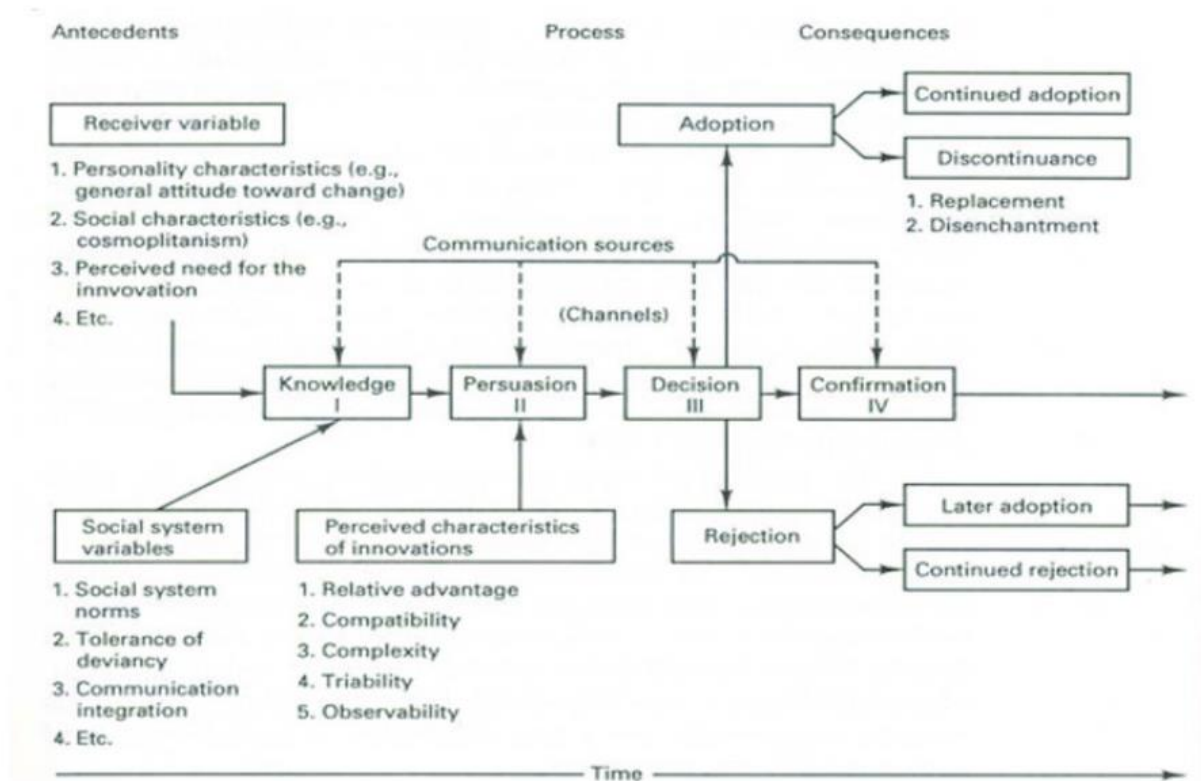 Antecedents
Process
Consequences
Receiver variable
1. Personality characteristics (e.g.,
general attitude toward change)
2. Social characteristics (e.g.,
cosmoplitanism)
3. Perceived need for the
innvovation
4. Etc.
Adoption
Continued adoption
Discontinuance
1. Replacement
2. Disenchantment
Communication sources
(Channels)
Knowledge
I
Persuasion
II
Decision
III
Confirmation
IV
Social system
variables
1. Social system
norms
2. Tolerance of
deviancy
3. Communication
integration
4. Etc.
Perceived characteristics
of innovations
1. Relative advantage
2. Compatibility
3. Complexity
4. Triability
5. Observability
Rejection
Later adoption
Continued rejection
Time